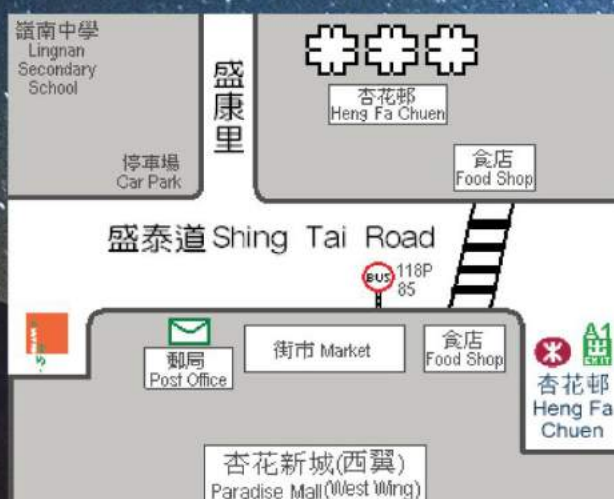 嶺南中學
Lingnan
Secondary
School
盛康里
杏花邨
Heng Fa Chuen
停車場
Car Park
食店
Food Shop
盛泰道 Shing Tai Road
BUS
118P
85
郵局
Post Office
街市 Market
食店
Food Shop
A1
出
EXIT
杏花邨
Heng Fa
Chuen
杏花新城(西翼)
Paradise Mall(West Wing)